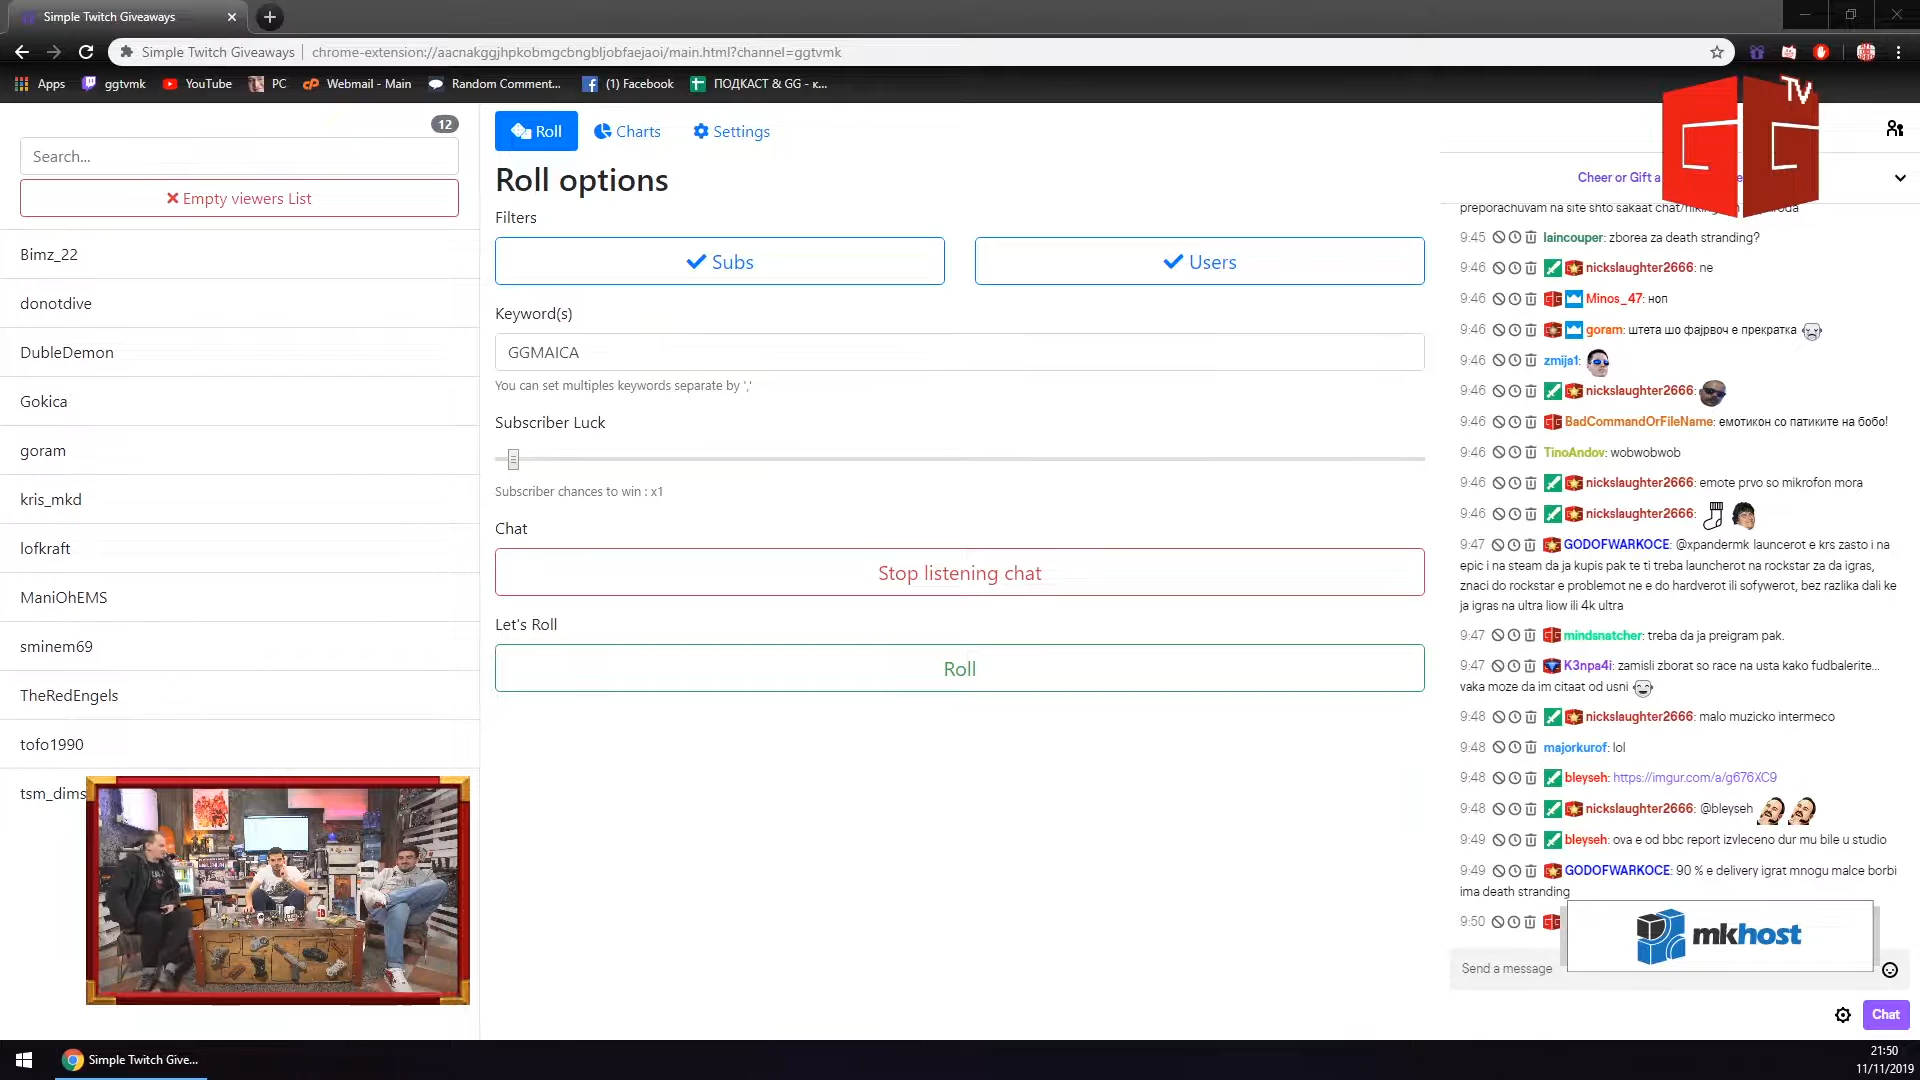 Simple Twitch Giveaways
Simple Twitch Giveaways
chrome-extension://aacnakggjhpkobmgcbngbljobfaejaoi/main.html?channel=ggtvmk
Apps
ggtvmk
YouTube
PC
Webmail - Main
Random Comment...
(1) Facebook
ПОДКАСТ & GG - к...
12
Search...
Empty viewers List
Bimz_22
donotdive
DubleDemon
Gokica
goram
kris_mkd
lofkraft
ManiOhEMS
sminem69
TheRedEngels
tofo1990
tsm_dims
Roll
Charts
Settings
Roll options
Filters
Subs
Users
Keyword(s)
GGMAICA
You can set multiples keywords separate by ','
Subscriber Luck
Subscriber chances to win : x1
Chat
Stop listening chat
Let's Roll
Roll
TV
GG
Cheer or Gift a
preporachuvam na site shto sakaat chat/
9:45 laincouper: zborea za death stranding?
9:46 nickslaughter2666: ne
9:46 Minos_47: ноп
9:46 goram: штета шо фајрвоч е прекратка
9:46 zmija1:
9:46 nickslaughter2666:
9:46 BadCommandOrFileName: емотикон со патиките на бобо!
9:46 TinoAndov: wobwobwob
9:46 nickslaughter2666: emote prvo so mikrofon mora
9:46 nickslaughter2666:
9:47 GODOFWARKOCE: @xpandermk launcerot e krs zasto i na
epic i na steam da ja kupis pak te ti treba launcherot na rockstar za da igras,
znaci do rockstar e problemot ne e do hardverot ili sofywerot, bez razlika dali ke
ja igras na ultra liow ili 4k ultra
9:47 mindsnatcher: treba da ja preigram pak.
9:47 K3npa4i: zamisli zborat so race na usta kako fudbalerite...
vaka moze da im citaat od usni
9:48 nickslaughter2666: malo muzicko intermeco
9:48 majorkurof: lol
9:48 bleyseh: https://imgur.com/a/g676XC9
9:48 nickslaughter2666: @bleyseh
9:49 bleyseh: ova e od bbc report izvleceno dur mu bile u studio
9:49 GODOFWARKOCE: 90 % e delivery igrat mnogu malce borbi
ima death stranding
9:50
mkhost
Send a message
Chat
Simple Twitch Give...
21:50
11/11/2019